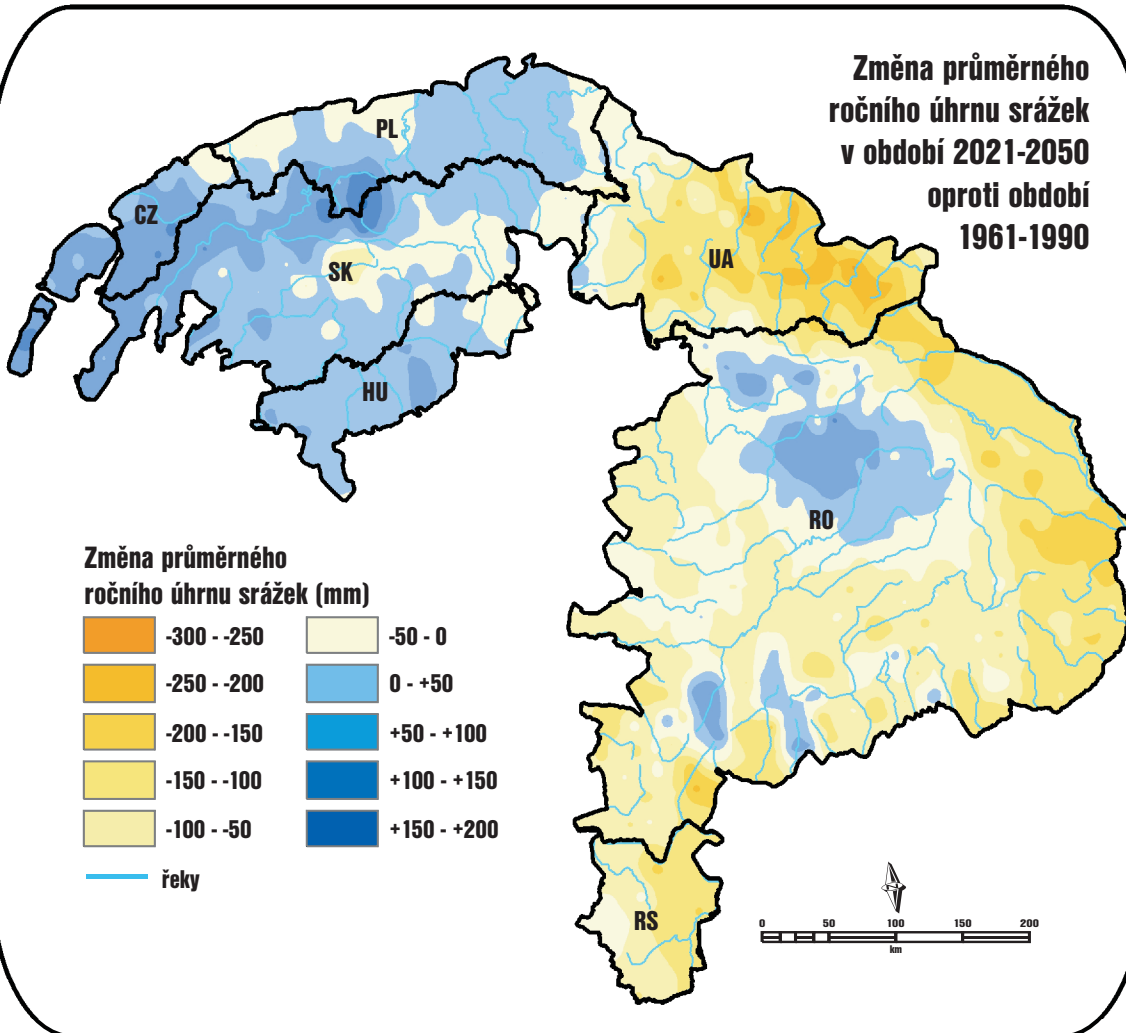 Změna průměrného
ročního úhrnu srážek
v období 2021-2050
oproti období
1961-1990
PL
CZ
SK
UA
HU
RO
RS
Změna průměrného
ročního úhrnu srážek (mm)
-300 - -250
-250 - -200
-200 - -150
-150 - -100
-100 - -50
-50 - 0
0 - +50
+50 - +100
+100 - +150
+150 - +200
řeky
0 50 100 150 200
km